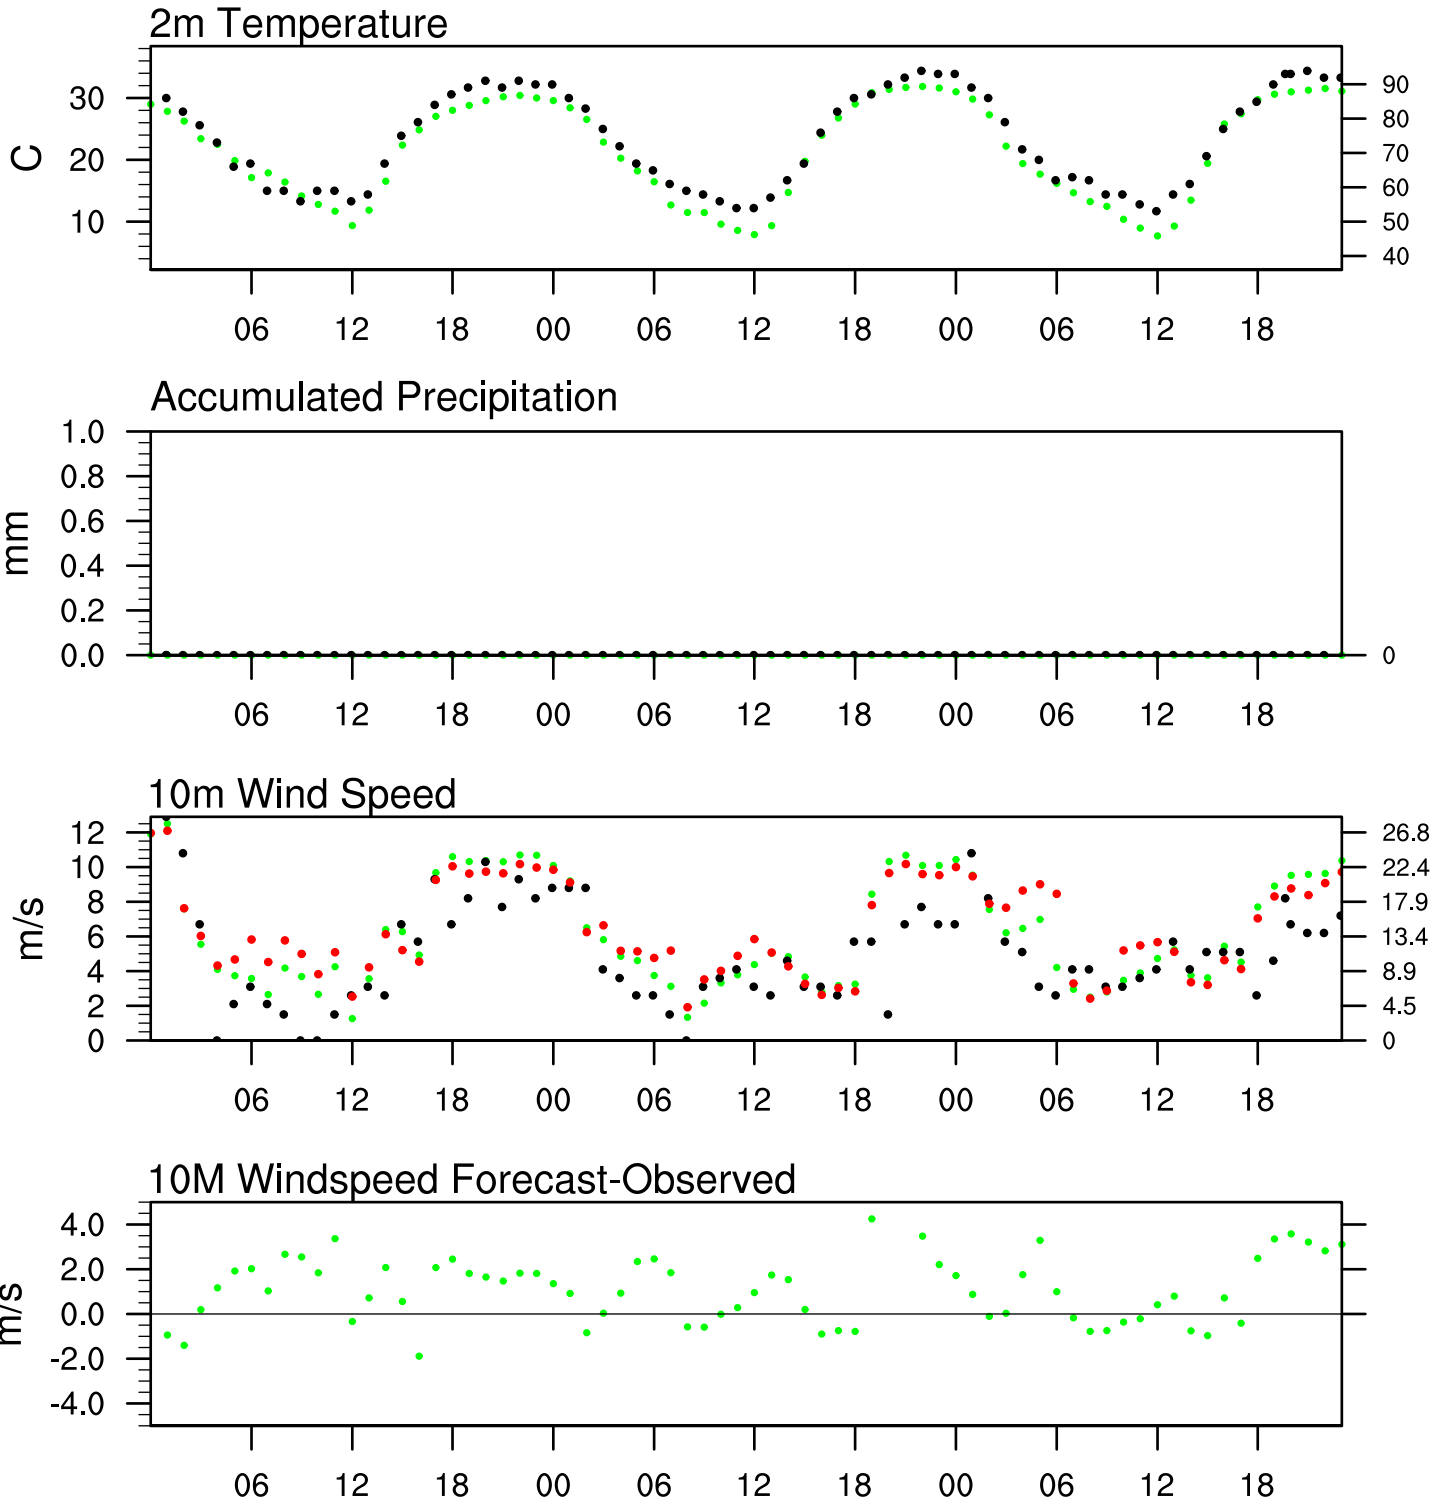 2m Temperature
C
30
20
10
90
80
70
60
50
40
06 12 18 00 06 12 18 00 06 12 18
Accumulated Precipitation
mm
1.0
0.8
0.6
0.4
0.2
0.0
0
06 12 18 00 06 12 18 00 06 12 18
10m Wind Speed
m/s
12
10
8
6
4
2
0
26.8
22.4
17.9
13.4
8.9
4.5
0
06 12 18 00 06 12 18 00 06 12 18
10M Windspeed Forecast-Observed
m/s
4.0
2.0
0.0
-2.0
-4.0
06 12 18 00 06 12 18 00 06 12 18